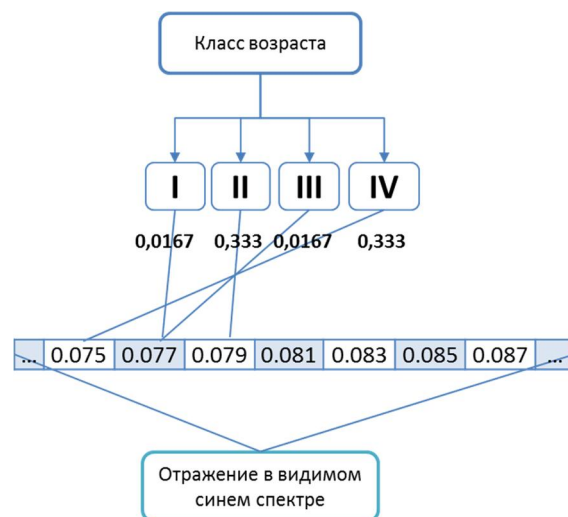 Класс возраста
I II III IV
0,0167 0,333 0,0167 0,333
... 0.075 0.077 0.079 0.081 0.083 0.085 0.087 ...
Отражение в видимом
синем спектре